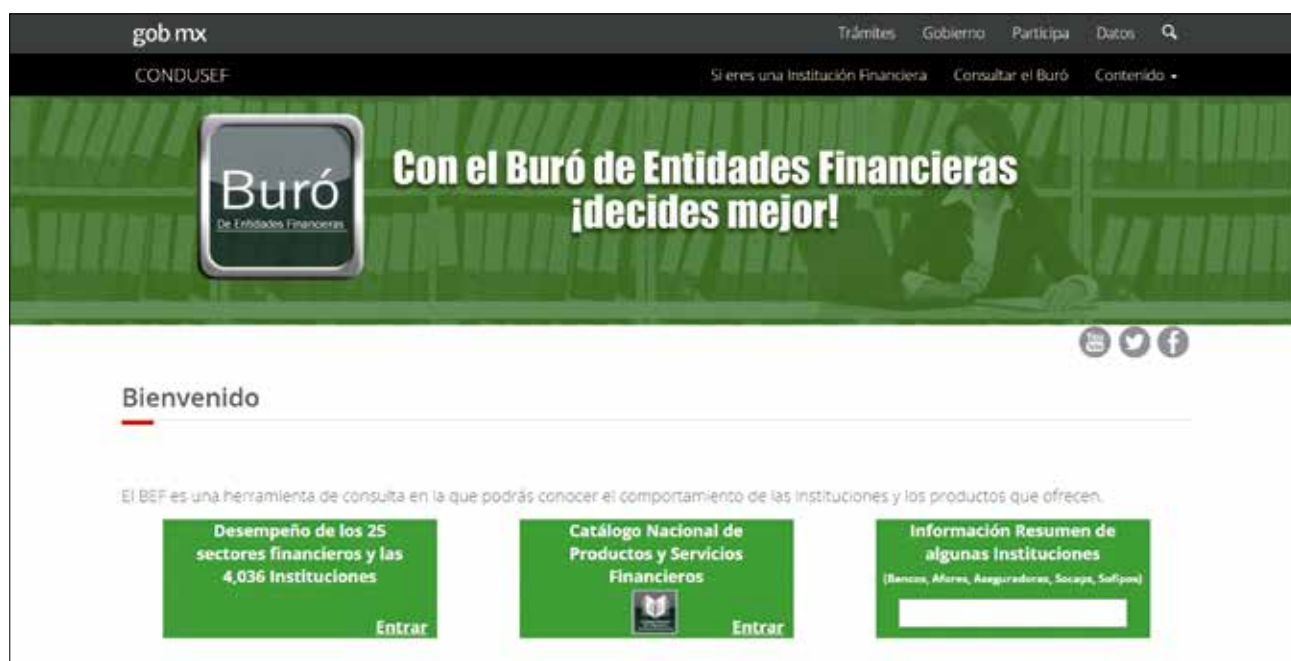 gob mx
Trámites Gobierno Participa Datos
CONDUSEF
Si eres una Institución Financiera Consultar el Buró Contenido
Buró
De Entidades Financieras
Con el Buró de Entidades Financieras
¡decides mejor!
You
Bienvenido
El BEF es una herramienta de consulta en la que podrás conocer el comportamiento de las Instituciones y los productos que ofrecen.
Desempeño de los 25
sectores financieros y las
4,036 Instituciones
Entrar
Catálogo Nacional de
Productos y Servicios
Financieros
Entrar
Información Resumen de
algunas Instituciones
(Bancos, Afores, Aseguradoras, Socaps, Sofipos)